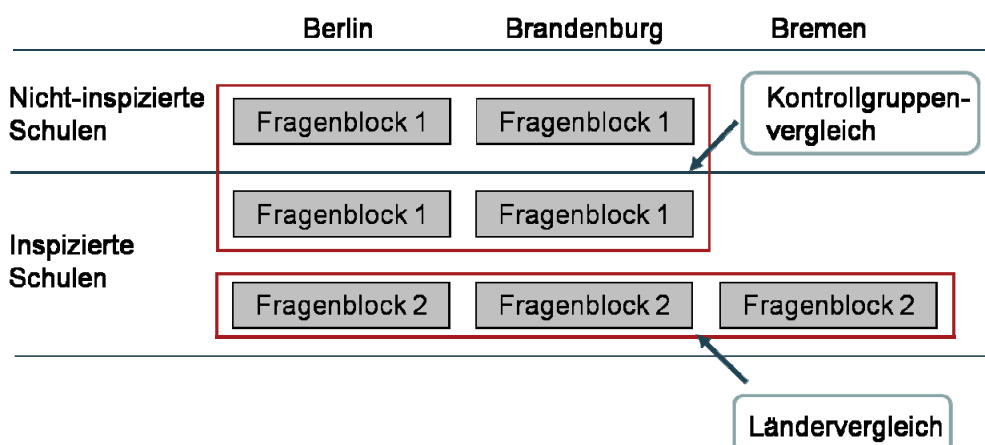 Berlin Brandenburg Bremen
Nicht-inspizierte
Schulen
Fragenblock 1 Fragenblock 1
Kontrollgruppen-
vergleich
Fragenblock 1 Fragenblock 1
Inspizierte
Schulen
Fragenblock 2 Fragenblock 2 Fragenblock 2
Ländervergleich